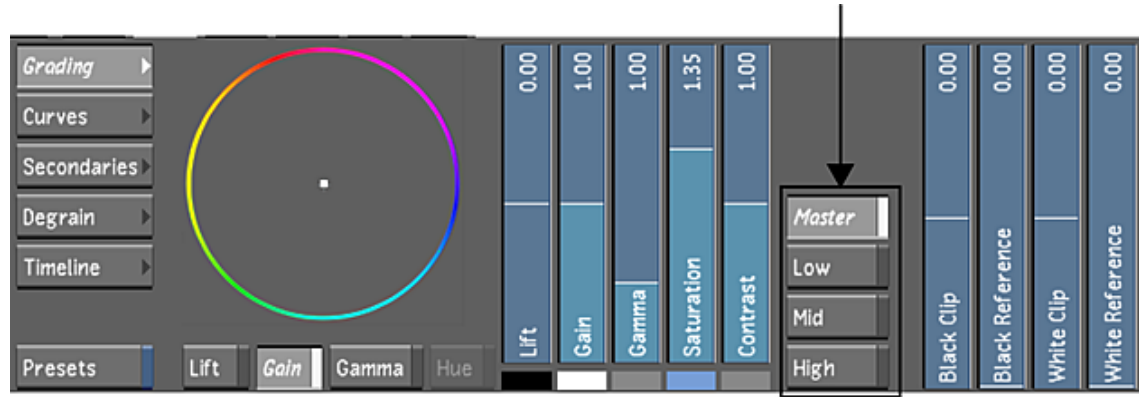 Grading
Curves
Secondaries
Degrain
Timeline
Presets
Lift Gain Gamma Hue
0.00 1.00 1.00 1.35 1.00
Lift Gain Gamma Saturation Contrast
Master
Low
Mid
High
0.00 0.00 0.00 0.00
Black Clip Black Reference White Clip White Reference